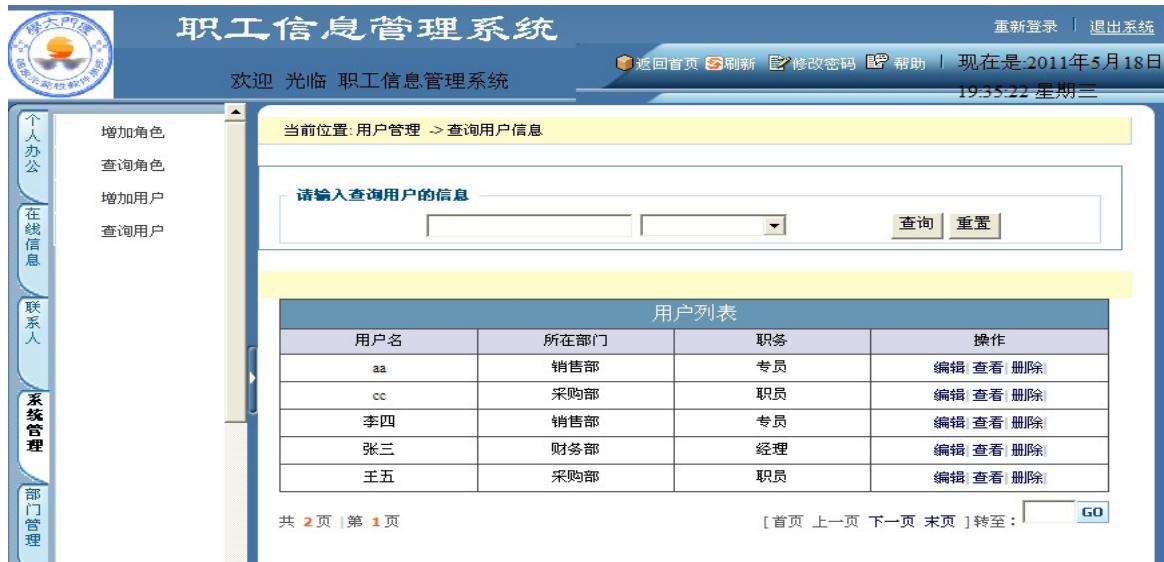 职工信息管理系统
重新登录 | 退出系统
返回首页 刷新 修改密码 帮助 | 现在是:2011年5月18日
19:35:22 星期三
欢迎 光临 职工信息管理系统
个人办公
在线信息
联系人
系统管理
部门管理
增加角色
查询角色
增加用户
查询用户
当前位置:用户管理 ->查询用户信息
请输入查询用户的信息
查询 重置
用户列表
用户名 所在部门 职务 操作
aa 销售部 专员 编辑| 查看| 删除|
cc 采购部 职员 编辑| 查看| 删除|
李四 销售部 专员 编辑| 查看| 删除|
张三 财务部 经理 编辑| 查看| 删除|
王五 采购部 职员 编辑| 查看| 删除|
共 2 页 |第 1 页 [首页 上一页 下一页 末页 ]转至: GO